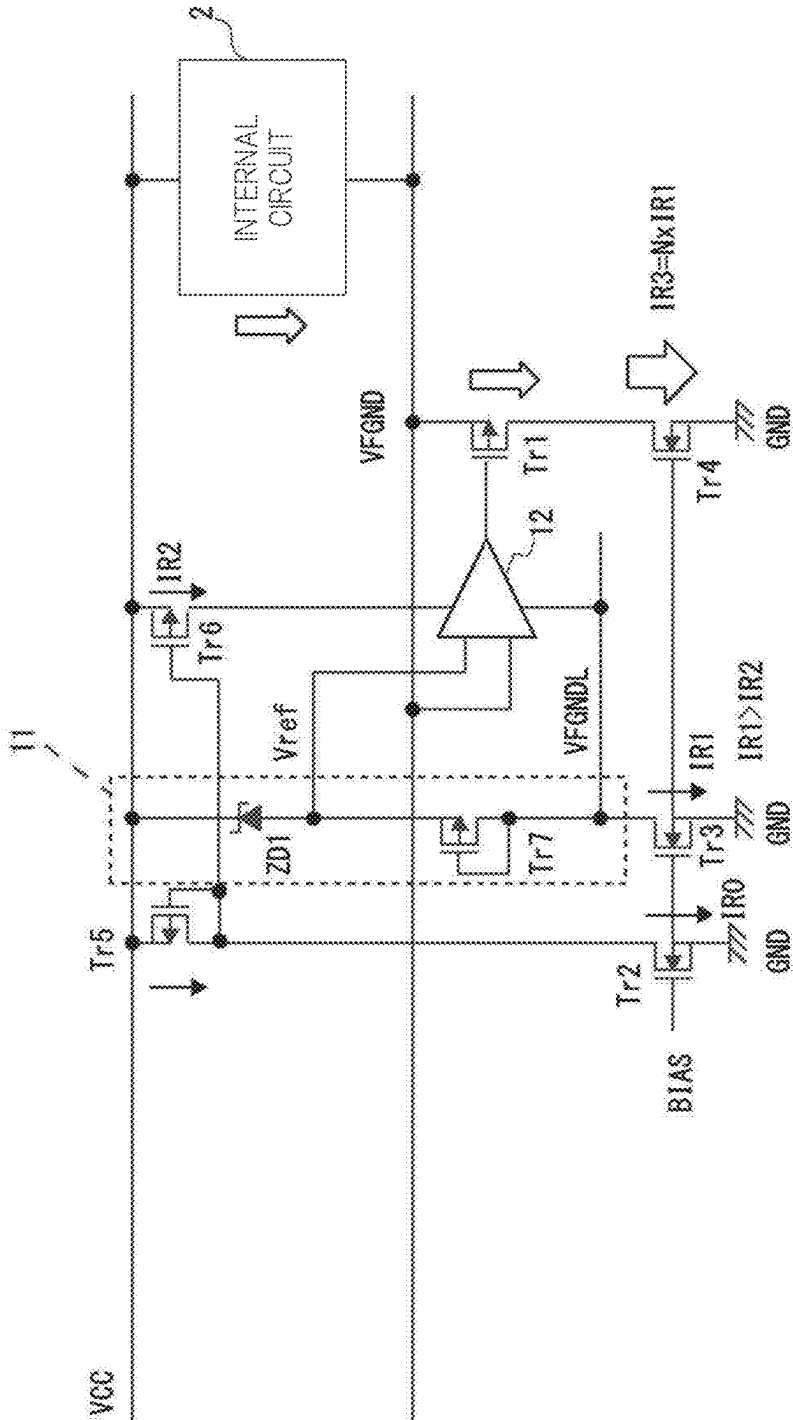 11
2
VCC
Tr5
ZD1
Vref
Tr6
IR2
INTERNAL
CIRCUIT
VFGND
Tr7
VFGNDL
12
Tr1
BIAS
Tr2
IR0
Tr3
IR1
IR1>IR2
Tr4
IR3=NxIR1
GND
GND
GND